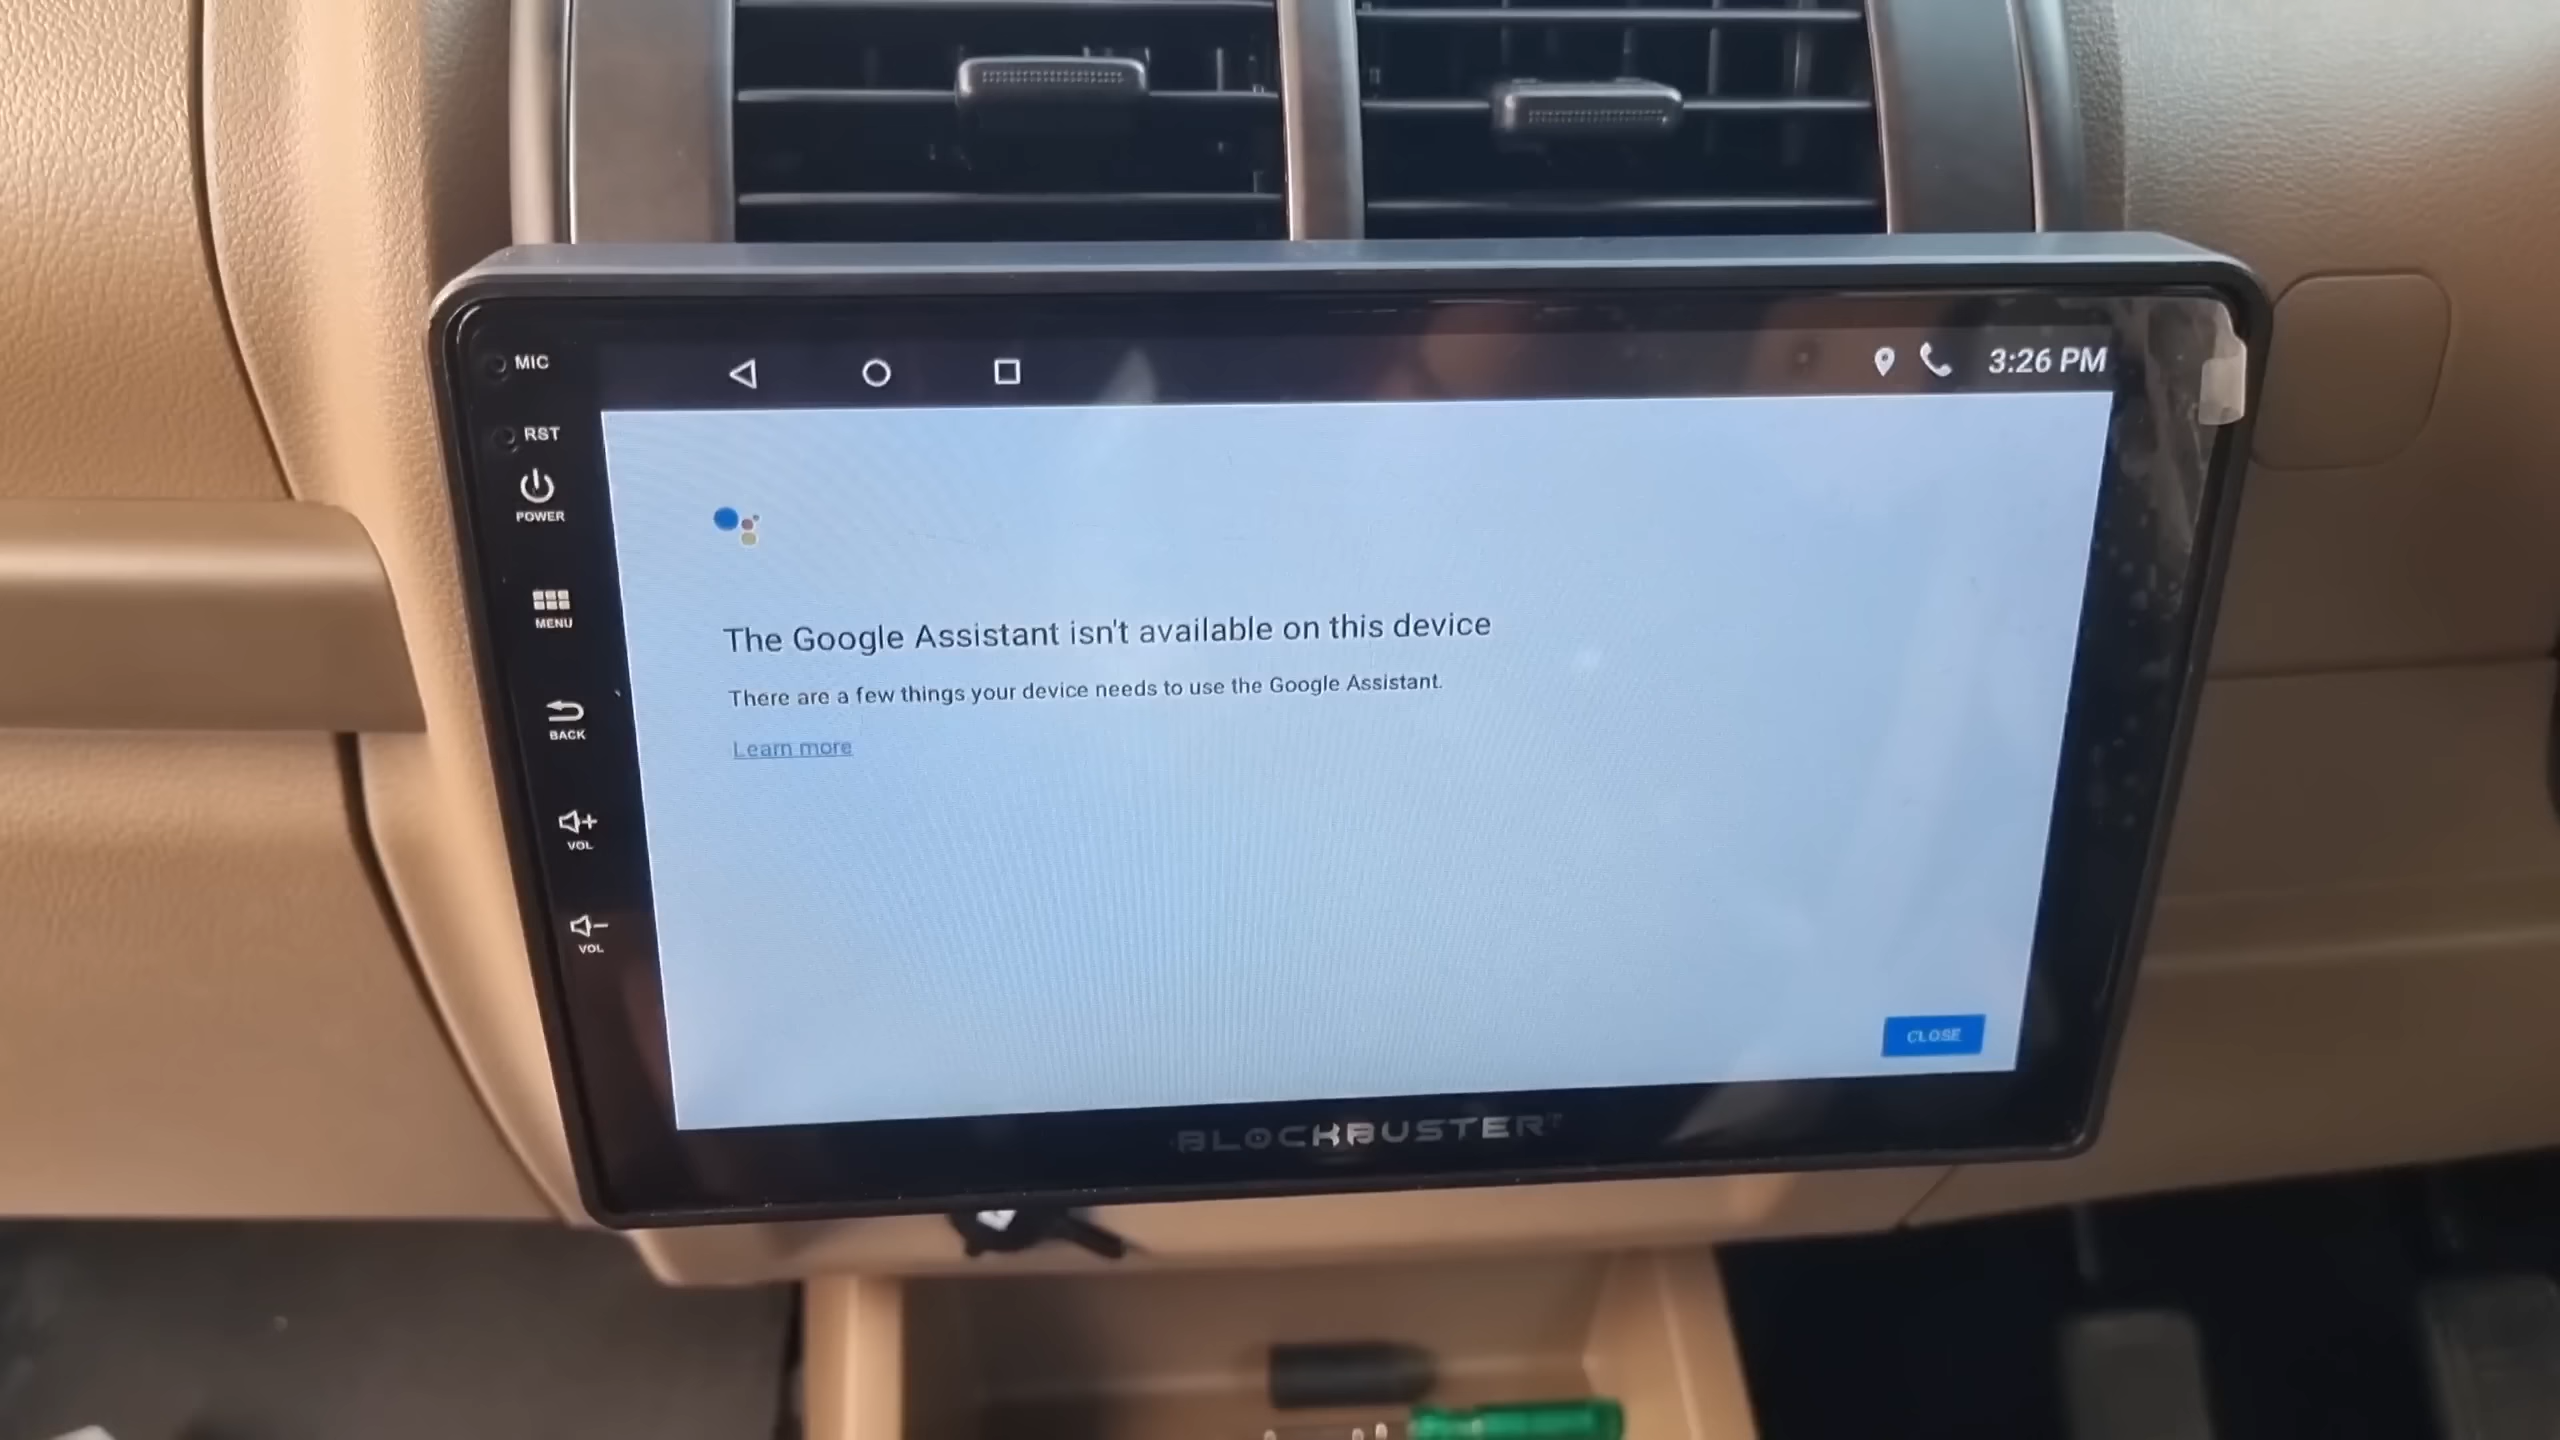 MIC
RST
POWER
MENU
BACK
VOL
VOL
3:26 PM
The Google Assistant isn't available on this device
There are a few things your device needs to use the Google Assistant.
Learn more
CLOSE
BLOCKBUSTER